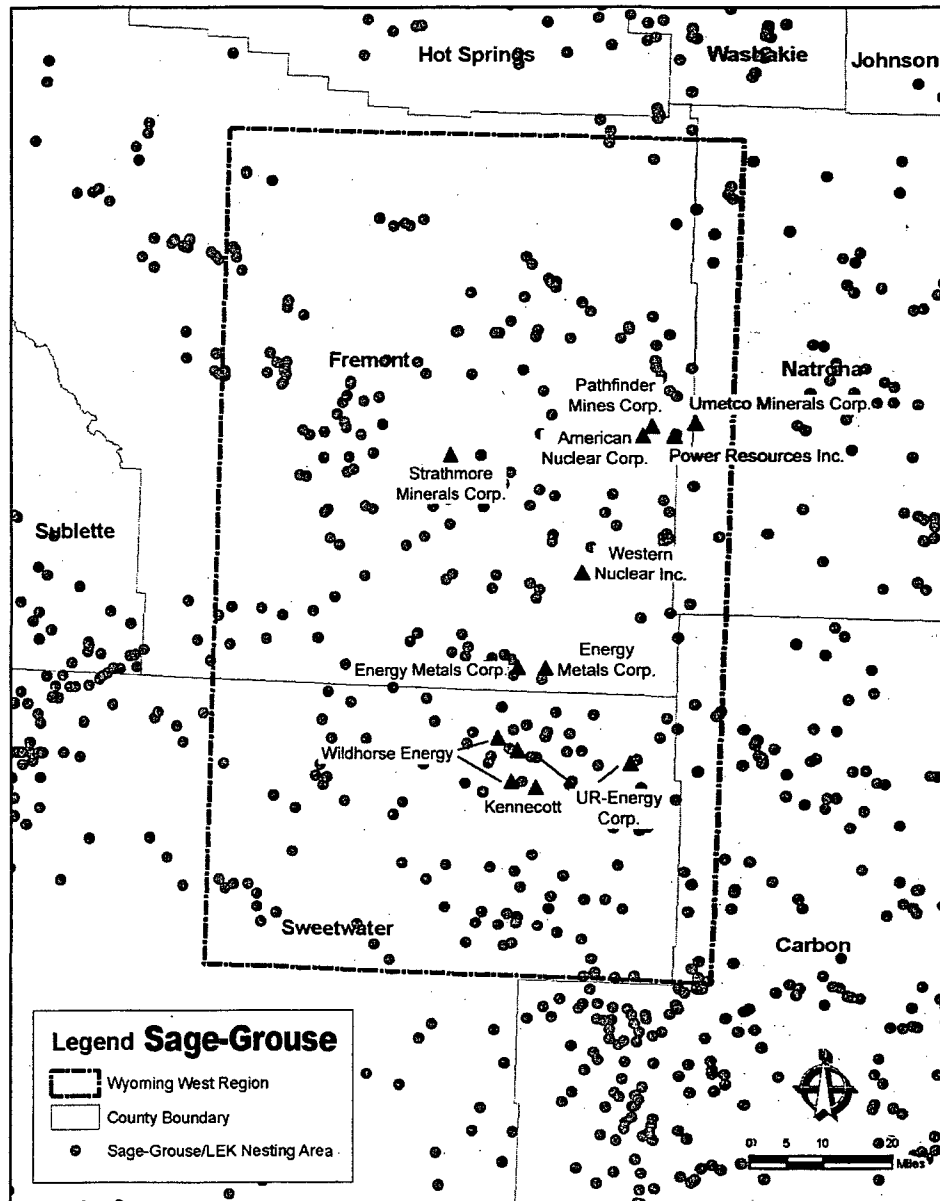 Hot Springs
Washakie
Johnson
Fremont
Natrona
Pathfinder
Mines Corp.
Umetco Minerals Corp.
American
Nuclear Corp.
Power Resources Inc.
Strathmore
Minerals Corp.
Sublette
Western
Nuclear Inc.
Energy Metals Corp.
Energy
Metals Corp.
Wildhorse Energy
Kennecott
UR-Energy
Corp.
Sweetwater
Carbon
Legend Sage-Grouse
Wyoming West Region
County Boundary
Sage-Grouse/LEK Nesting Area
0 5 10 20
Miles